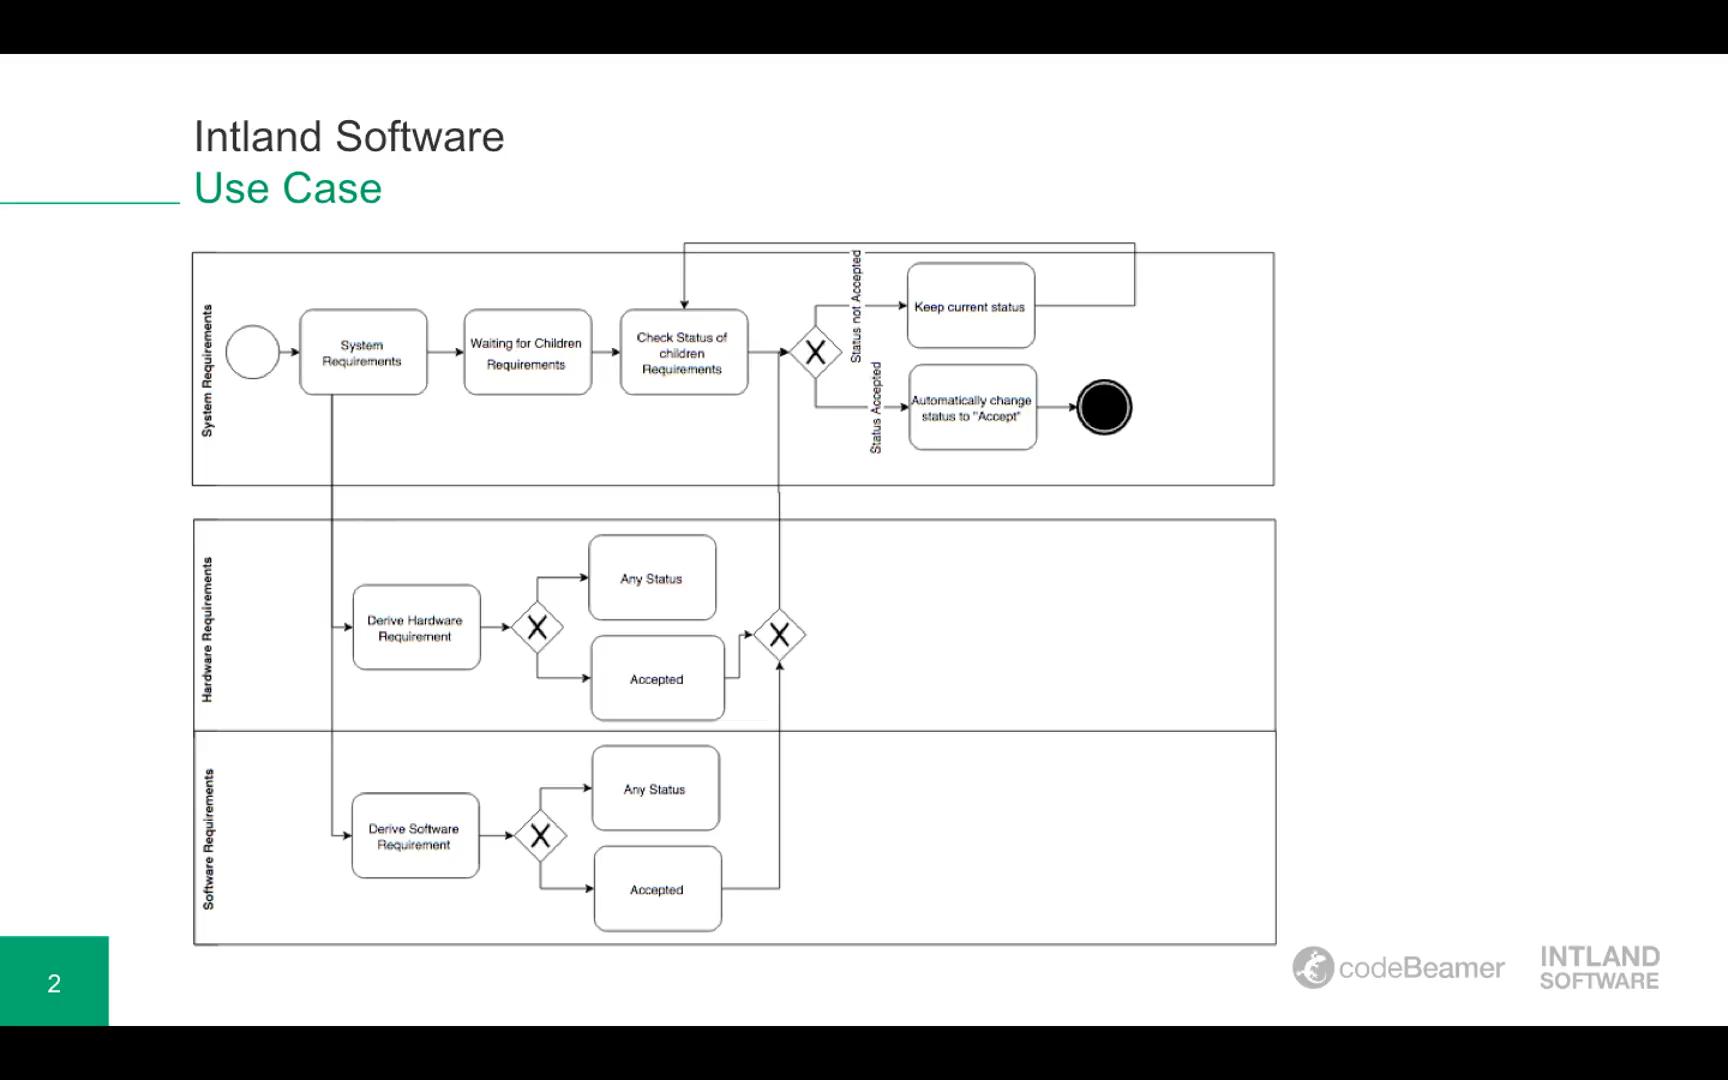 Intland Software
Use Case
System Requirements
System
Requirements
Waiting for Children
Requirements
Check Status of
children
Requirements
X
Status not Accepted
Keep current status
Status Accepted
Automatically change
status to "Accept"
Hardware Requirements
Derive Hardware
Requirement
X
Any Status
Accepted
X
Software Requirements
Derive Software
Requirement
X
Any Status
Accepted
2
codeBeamer
INTLAND
SOFTWARE